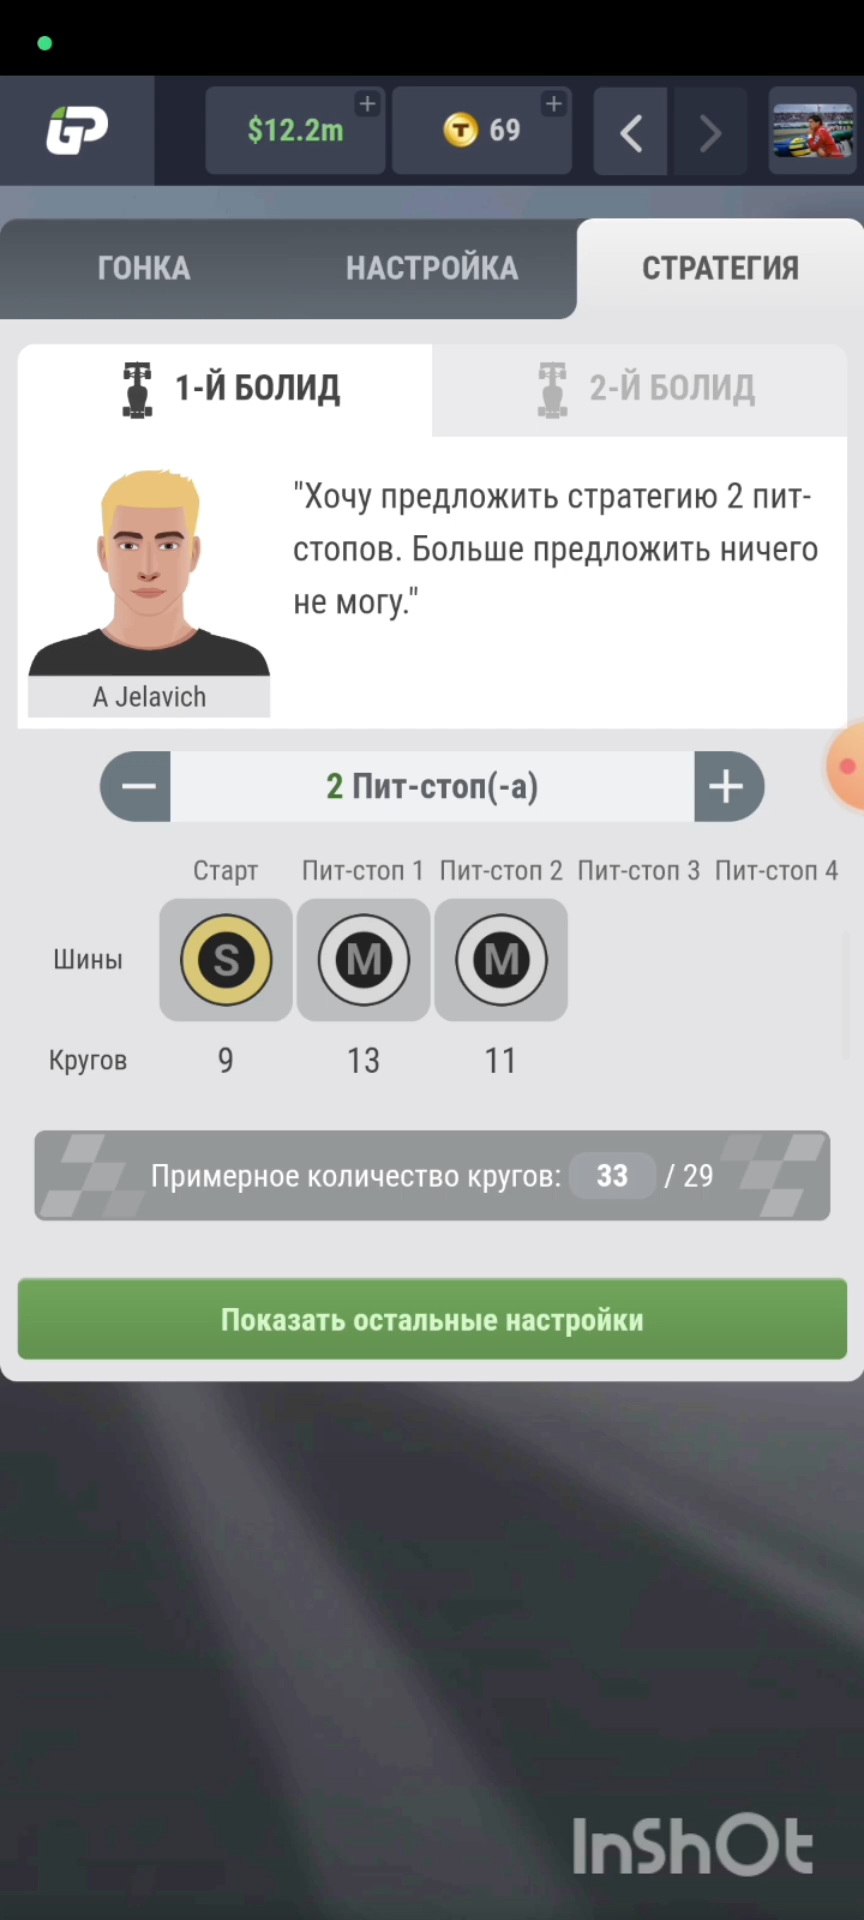 GP
$12.2m
T 69
ГОНКА НАСТРОЙКА СТРАТЕГИЯ
1-Й БОЛИД 2-Й БОЛИД
"Хочу предложить стратегию 2 пит-
стопов. Больше предложить ничего
не могу."
A Jelavich
2 Пит-стоп(-а)
Старт Пит-стоп 1 Пит-стоп 2 Пит-стоп 3 Пит-стоп 4
Шины S M M
Кругов 9 13 11
Примерное количество кругов: 33 / 29
Показать остальные настройки
InShOt